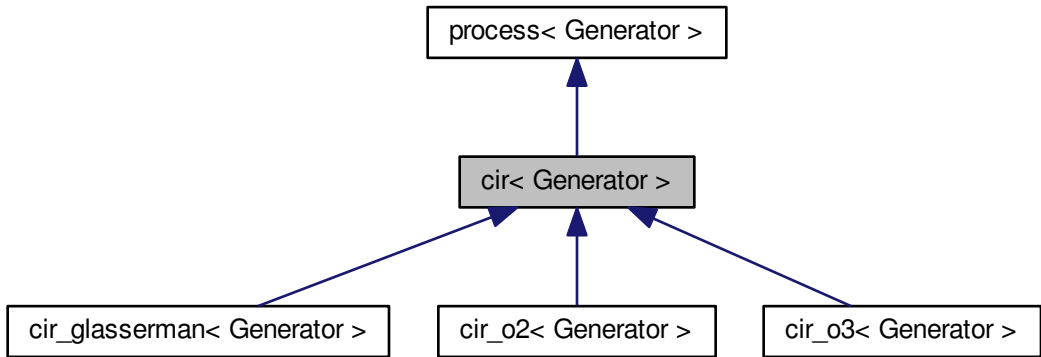 process< Generator >
cir< Generator >
cir_glasserman< Generator >
cir_o2< Generator >
cir_o3< Generator >